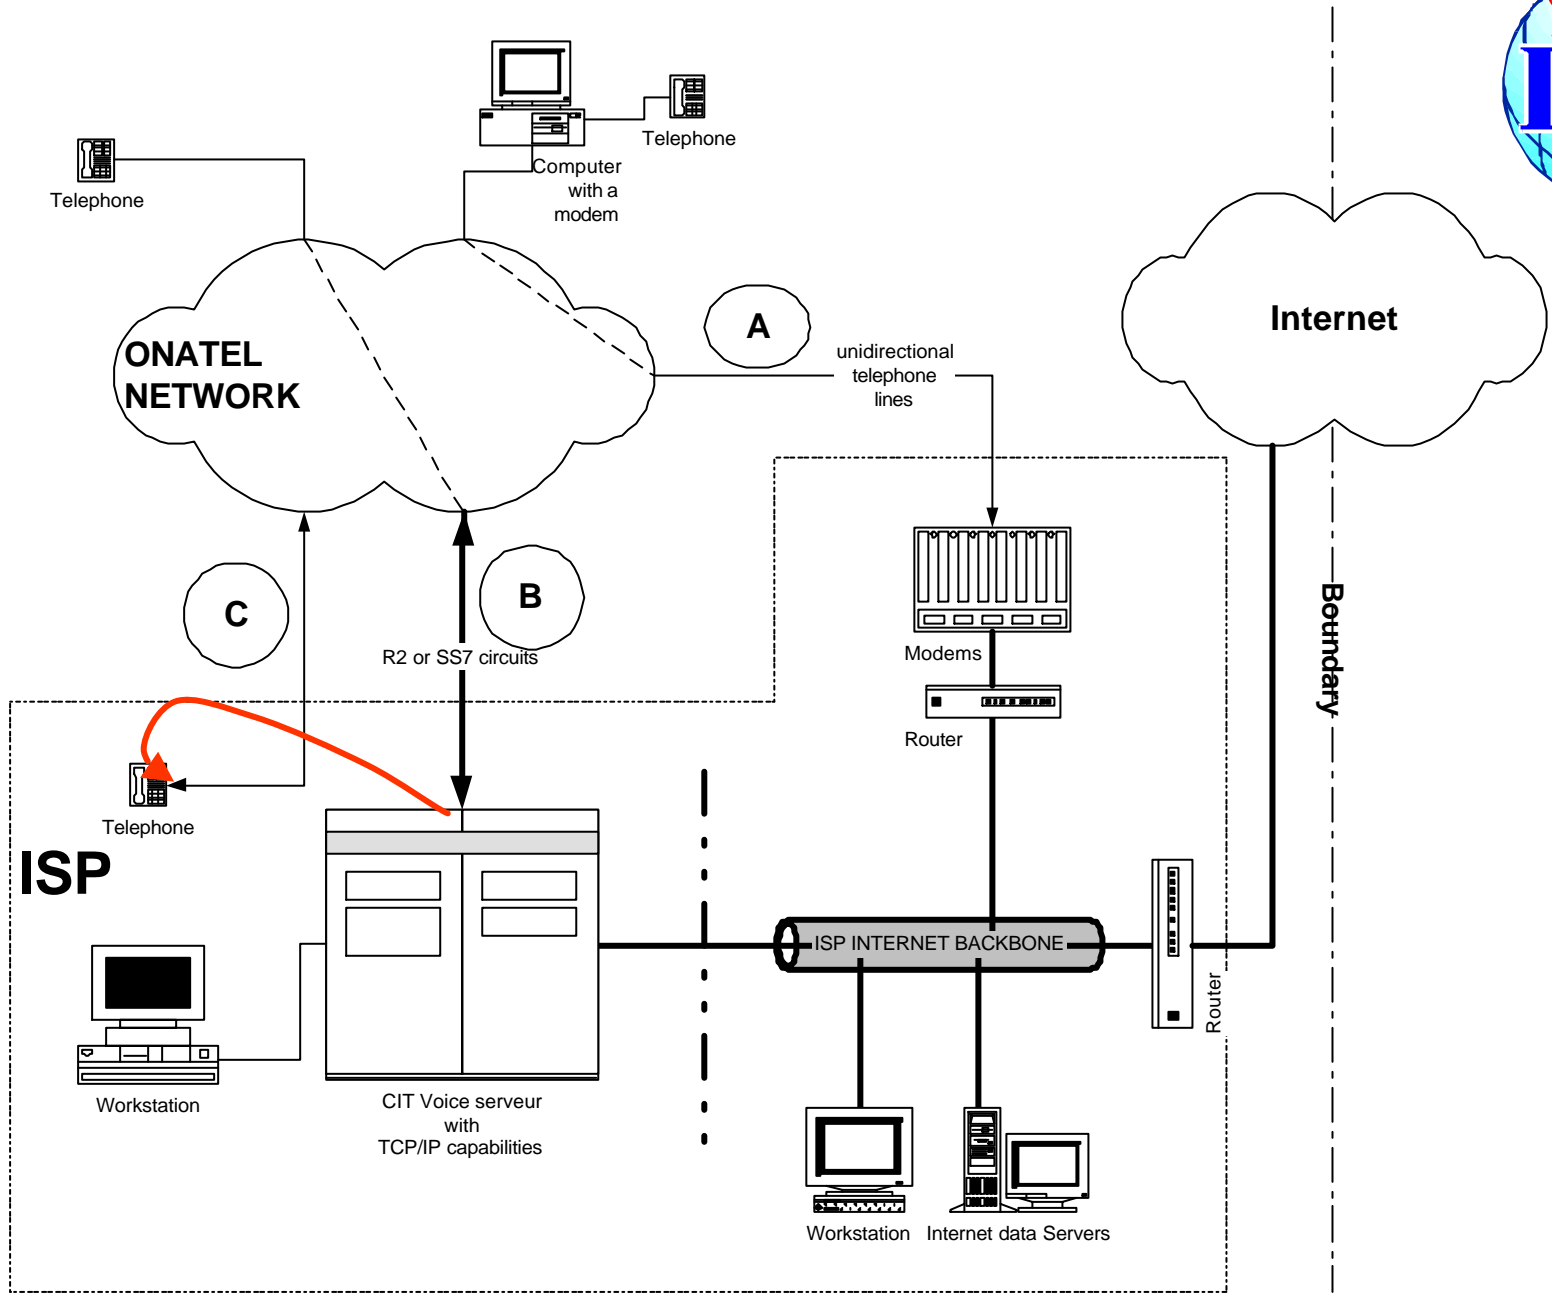 Telephone
Computer
with a
modem
Telephone
ONATEL
NETWORK
A
unidirectional
telephone
lines
Internet
C
B
R2 or SS7 circuits
Modems
Router
Boundary
Telephone
ISP
ISP INTERNET BACKBONE
Router
Workstation
CIT Voice serveur
with
TCP/IP capabilities
Workstation
Internet data Servers